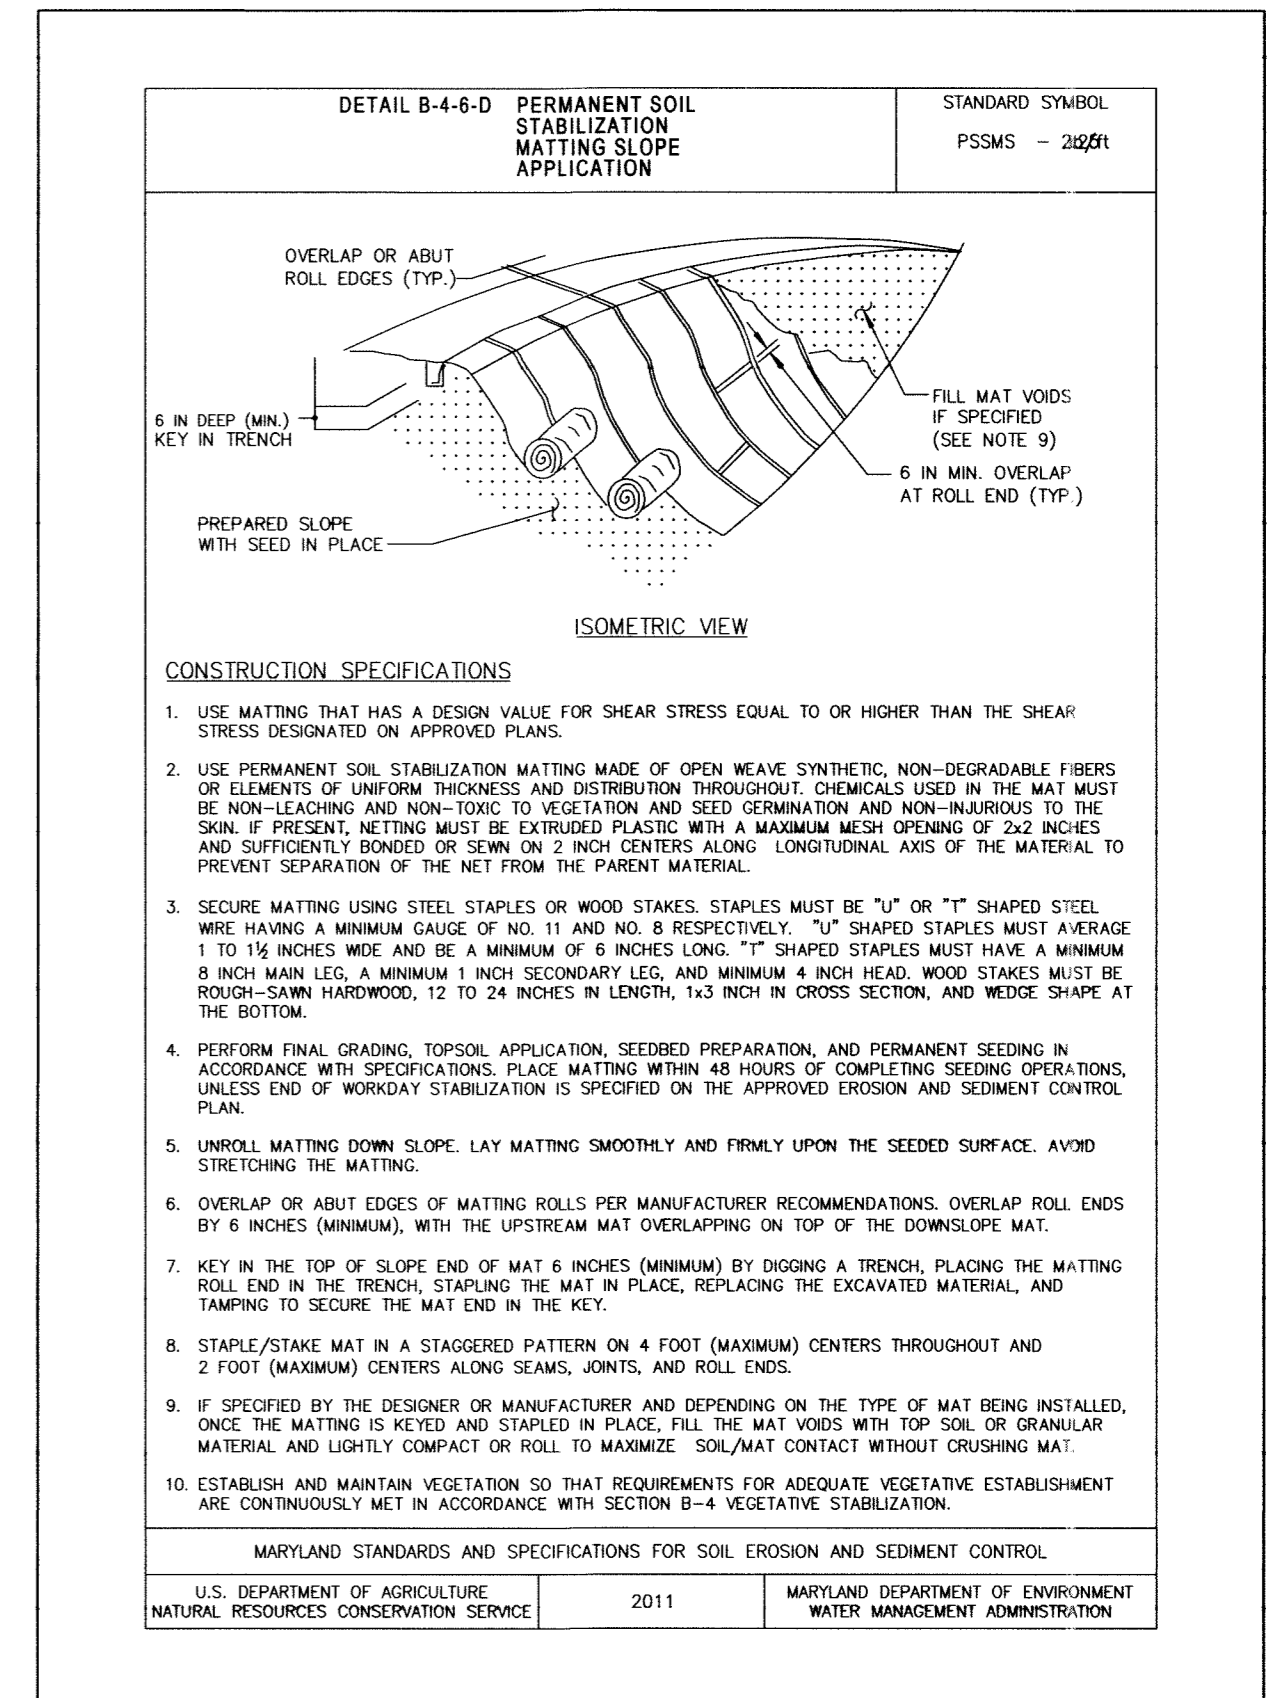 DETAIL B-4-6-D PERMANENT SOIL
STABILIZATION
MATTING SLOPE
APPLICATION
STANDARD SYMBOL
PSSMS -
OVERLAP OR ABUT
ROLL EDGES (TYP.)
6 IN DEEP (MIN.)
KEY IN TRENCH
PREPARED SLOPE
WITH SEED IN PLACE
FILL MAT VOIDS
IF SPECIFIED
(SEE NOTE 9)
6 IN MIN. OVERLAP
AT ROLL END (TYP.)
ISOMETRIC VIEW
CONSTRUCTION SPECIFICATIONS
1. USE MATTING THAT HAS A DESIGN VALUE FOR SHEAR STRESS EQUAL TO OR HIGHER THAN THE SHEAR
STRESS DESIGNATED ON APPROVED PLANS.
2. USE PERMANENT SOIL STABILIZATION MATTING MADE OF OPEN WEAVE SYNTHETIC, NON-DEGRADABLE FIBERS
OR ELEMENTS OF UNIFORM THICKNESS AND DISTRIBUTION THROUGHOUT. CHEMICALS USED IN THE MAT MUST
BE NON-LEACHING AND NON-TOXIC TO VEGETATION AND SEED GERMINATION AND NON-INJURIOUS TO THE
SKIN. IF PRESENT, NETTING MUST BE EXTRUDED PLASTIC WITH A MAXIMUM MESH OPENING OF 2x2 INCHES
AND SUFFICIENTLY BONDED OR SEWN ON 2 INCH CENTERS ALONG LONGITUDINAL AXIS OF THE MATERIAL TO
PREVENT SEPARATION OF THE NET FROM THE PARENT MATERIAL.
3. SECURE MATTING USING STEEL STAPLES OR WOOD STAKES. STAPLES MUST BE "U" OR "T" SHAPED STEEL
WIRE HAVING A MINIMUM GAUGE OF NO. 11 AND NO. 8 RESPECTIVELY. "U" SHAPED STAPLES MUST AVERAGE
1 TO 1½ INCHES WIDE AND BE A MINIMUM OF 6 INCHES LONG. "T" SHAPED STAPLES MUST HAVE A MINIMUM
8 INCH MAIN LEG, A MINIMUM 1 INCH SECONDARY LEG, AND MINIMUM 4 INCH HEAD. WOOD STAKES MUST BE
ROUGH-SAWN HARDWOOD, 12 TO 24 INCHES IN LENGTH, 1x3 INCH IN CROSS SECTION, AND WEDGE SHAPE AT
THE BOTTOM.
4. PERFORM FINAL GRADING, TOPSOIL APPLICATION, SEEDBED PREPARATION, AND PERMANENT SEEDING IN
ACCORDANCE WITH SPECIFICATIONS. PLACE MATTING WITHIN 48 HOURS OF COMPLETING SEEDING OPERATIONS,
UNLESS END OF WORKDAY STABILIZATION IS SPECIFIED ON THE APPROVED EROSION AND SEDIMENT CONTROL
PLAN.
5. UNROLL MATTING DOWN SLOPE. LAY MATTING SMOOTHLY AND FIRMLY UPON THE SEEDED SURFACE. AVOID
STRETCHING THE MATTING.
6. OVERLAP OR ABUT EDGES OF MATTING ROLLS PER MANUFACTURER RECOMMENDATIONS. OVERLAP ROLL ENDS
BY 6 INCHES (MINIMUM), WITH THE UPSTREAM MAT OVERLAPPING ON TOP OF THE DOWNSLOPE MAT.
7. KEY IN THE TOP OF SLOPE END OF MAT 6 INCHES (MINIMUM) BY DIGGING A TRENCH, PLACING THE MATTING
ROLL END IN THE TRENCH, STAPLING THE MAT IN PLACE, REPLACING THE EXCAVATED MATERIAL, AND
TAMPING TO SECURE THE MAT END IN THE KEY.
8. STAPLE/STAKE MAT IN A STAGGERED PATTERN ON 4 FOOT (MAXIMUM) CENTERS THROUGHOUT AND
2 FOOT (MAXIMUM) CENTERS ALONG SEAMS, JOINTS, AND ROLL ENDS.
9. IF SPECIFIED BY THE DESIGNER OR MANUFACTURER AND DEPENDING ON THE TYPE OF MAT BEING INSTALLED,
ONCE THE MATTING IS KEYED AND STAPLED IN PLACE, FILL THE MAT VOIDS WITH TOP SOIL OR GRANULAR
MATERIAL AND LIGHTLY COMPACT OR ROLL TO MAXIMIZE SOIL/MAT CONTACT WITHOUT CRUSHING MAT.
10. ESTABLISH AND MAINTAIN VEGETATION SO THAT REQUIREMENTS FOR ADEQUATE VEGETATIVE ESTABLISHMENT
ARE CONTINUOUSLY MET IN ACCORDANCE WITH SECTION B-4 VEGETATIVE STABILIZATION.
MARYLAND STANDARDS AND SPECIFICATIONS FOR SOIL EROSION AND SEDIMENT CONTROL
U.S. DEPARTMENT OF AGRICULTURE
NATURAL RESOURCES CONSERVATION SERVICE
2011
MARYLAND DEPARTMENT OF ENVIRONMENT
WATER MANAGEMENT ADMINISTRATION